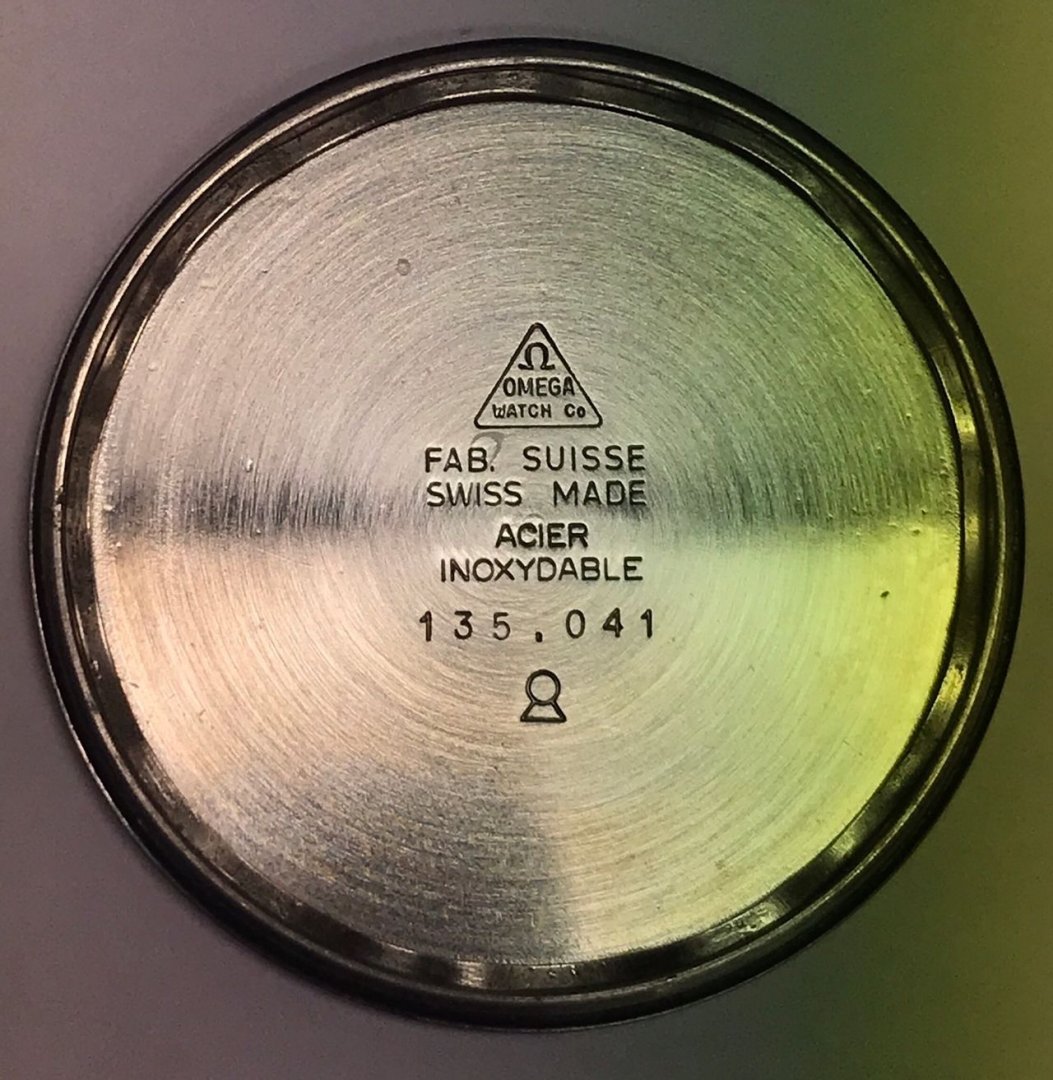 Ω
OMEGA
WATCH Co
FAB. SUISSE
SWISS MADE
ACIER
INOXYDABLE
135.041